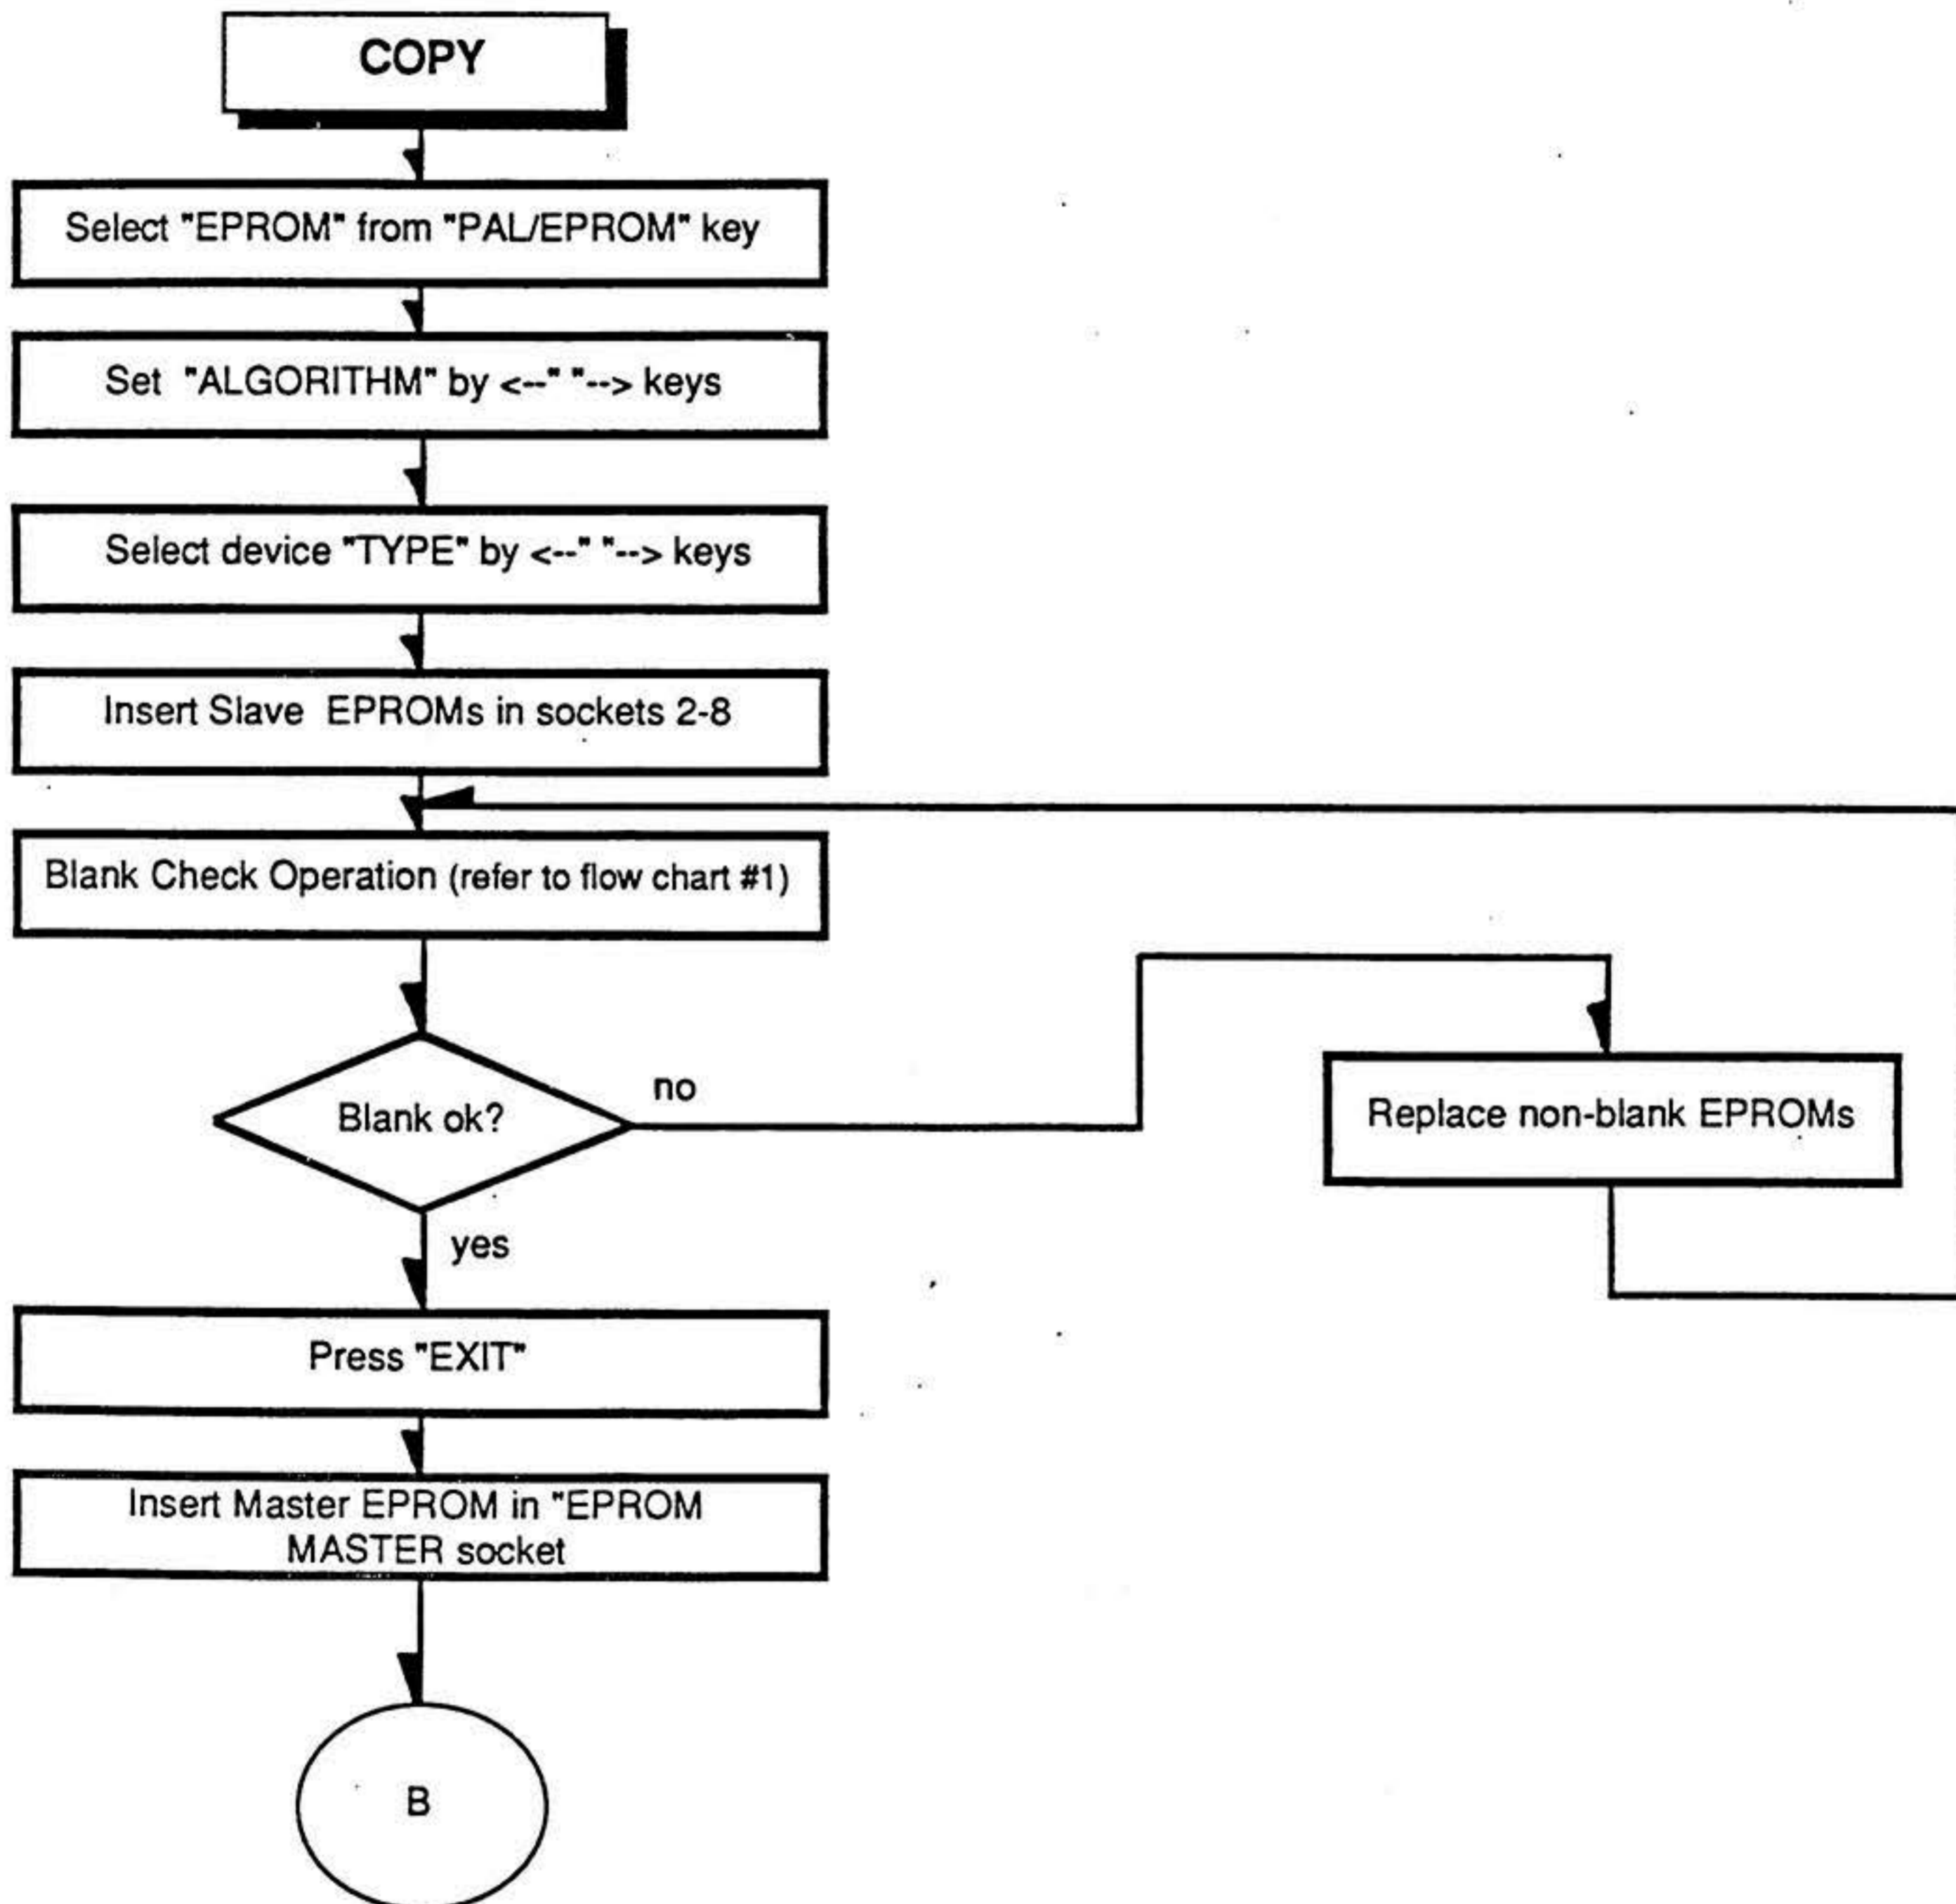 COPY
Select "EPROM" from "PAL/EPROM" key
Set "ALGORITHM" by <--" "--> keys
Select device "TYPE" by <--" "--> keys
Insert Slave EPROMs in sockets 2-8
Blank Check Operation (refer to flow chart #1)
Blank ok?
no
Replace non-blank EPROMs
yes
Press "EXIT"
Insert Master EPROM in "EPROM
MASTER socket
B